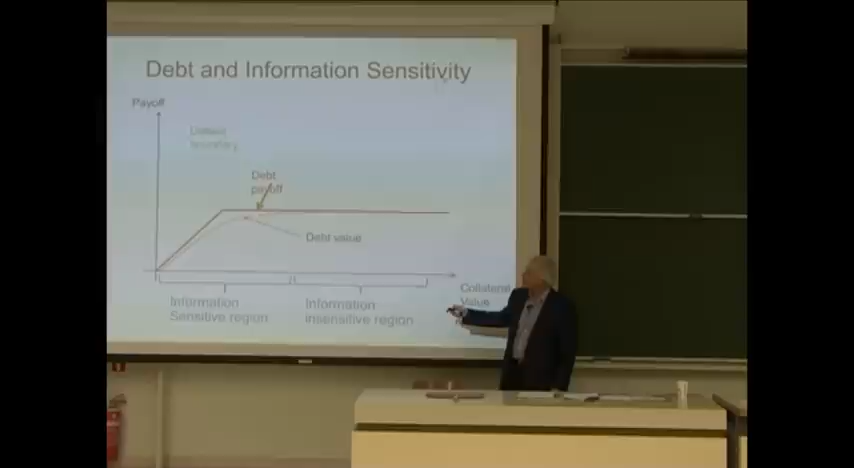 Debt and Information Sensitivity
Payoff
Debt
payoff
Debt value
Collateral
Value
Information
Sensitive region
Information
insensitive region